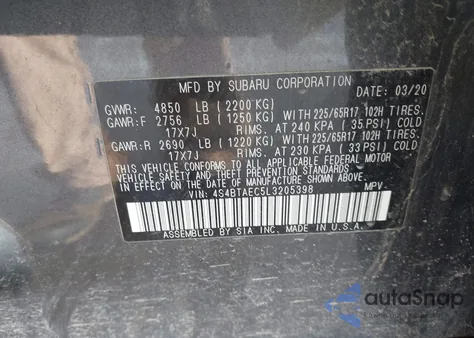 MFD BY SUBARU CORPORATION DATE: 03/20
GVWR: 4850 LB (2200 KG)
GAWR:F 2756 LB (1250 KG) WITH 225/65R17 102H TIRES.
17X7J RIMS. AT 240 KPA (35 PSI) COLD
GAWR:R 2690 LB (1220 KG) WITH 225/65R17 102H TIRES.
17X7J RIMS. AT 230 KPA (33 PSI) COLD
THIS VEHICLE CONFORMS TO ALL APPLICABLE FEDERAL MOTOR
VEHICLE SAFETY STANDARDS IN EFFECT ON THE DATE OF
MANUFACTURE SHOWN ABOVE.
VIN: 4S4BTAEC5L3205398 MPV
ASSEMBLED BY SIA INC. IN U.S.A.
autoSnap